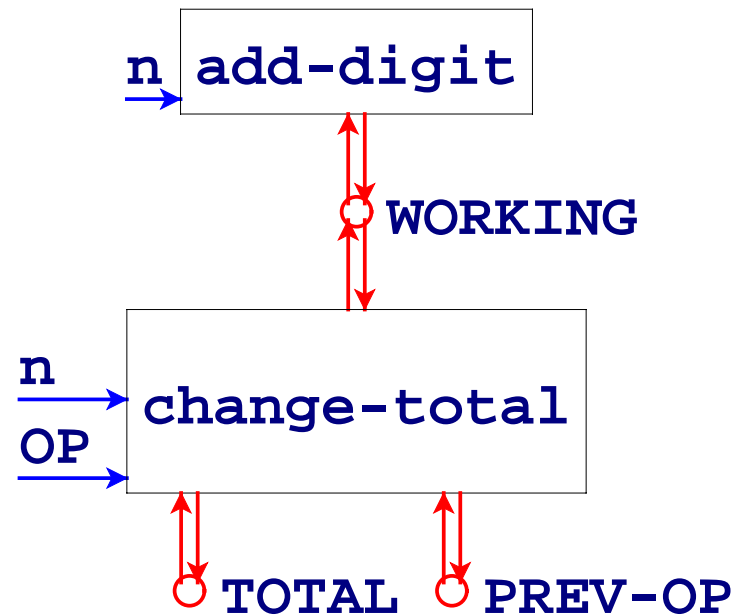 n add-digit
WORKING
n
change-total
OP
TOTAL PREV-OP